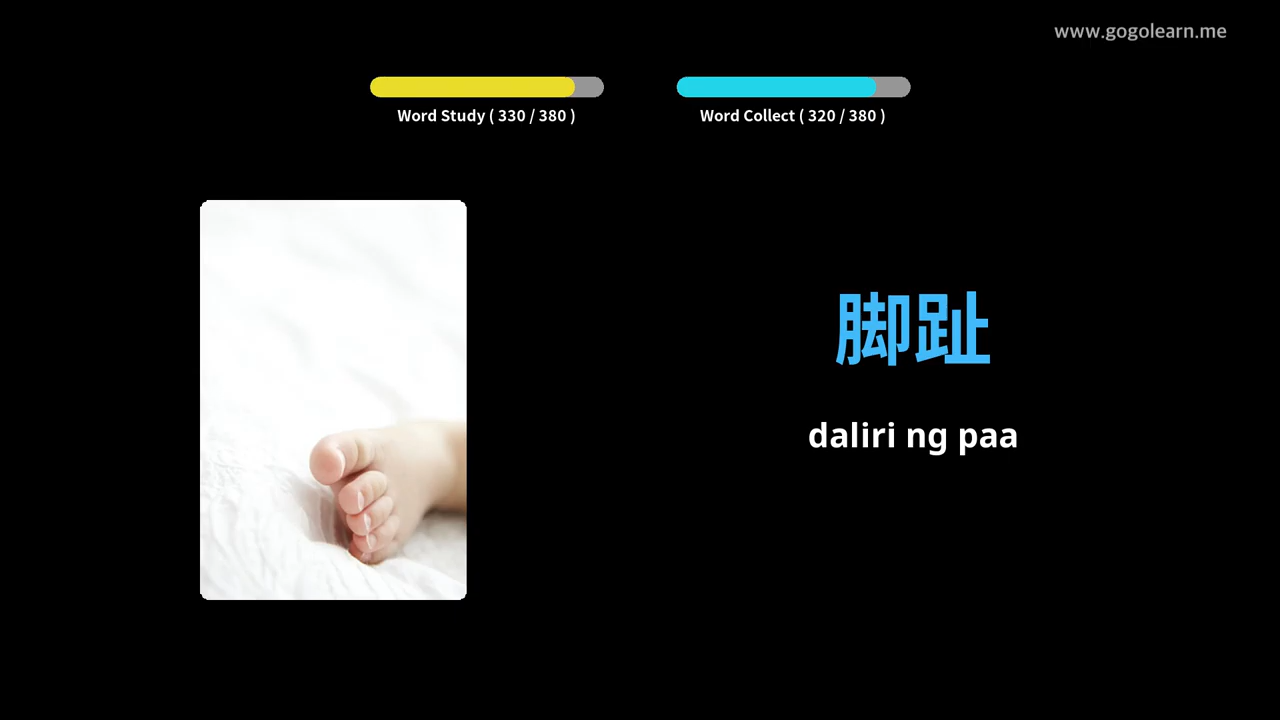 www.gogolearn.me
Word Study ( 330 / 380 )
Word Collect ( 320 / 380 )
脚趾
daliri ng paa